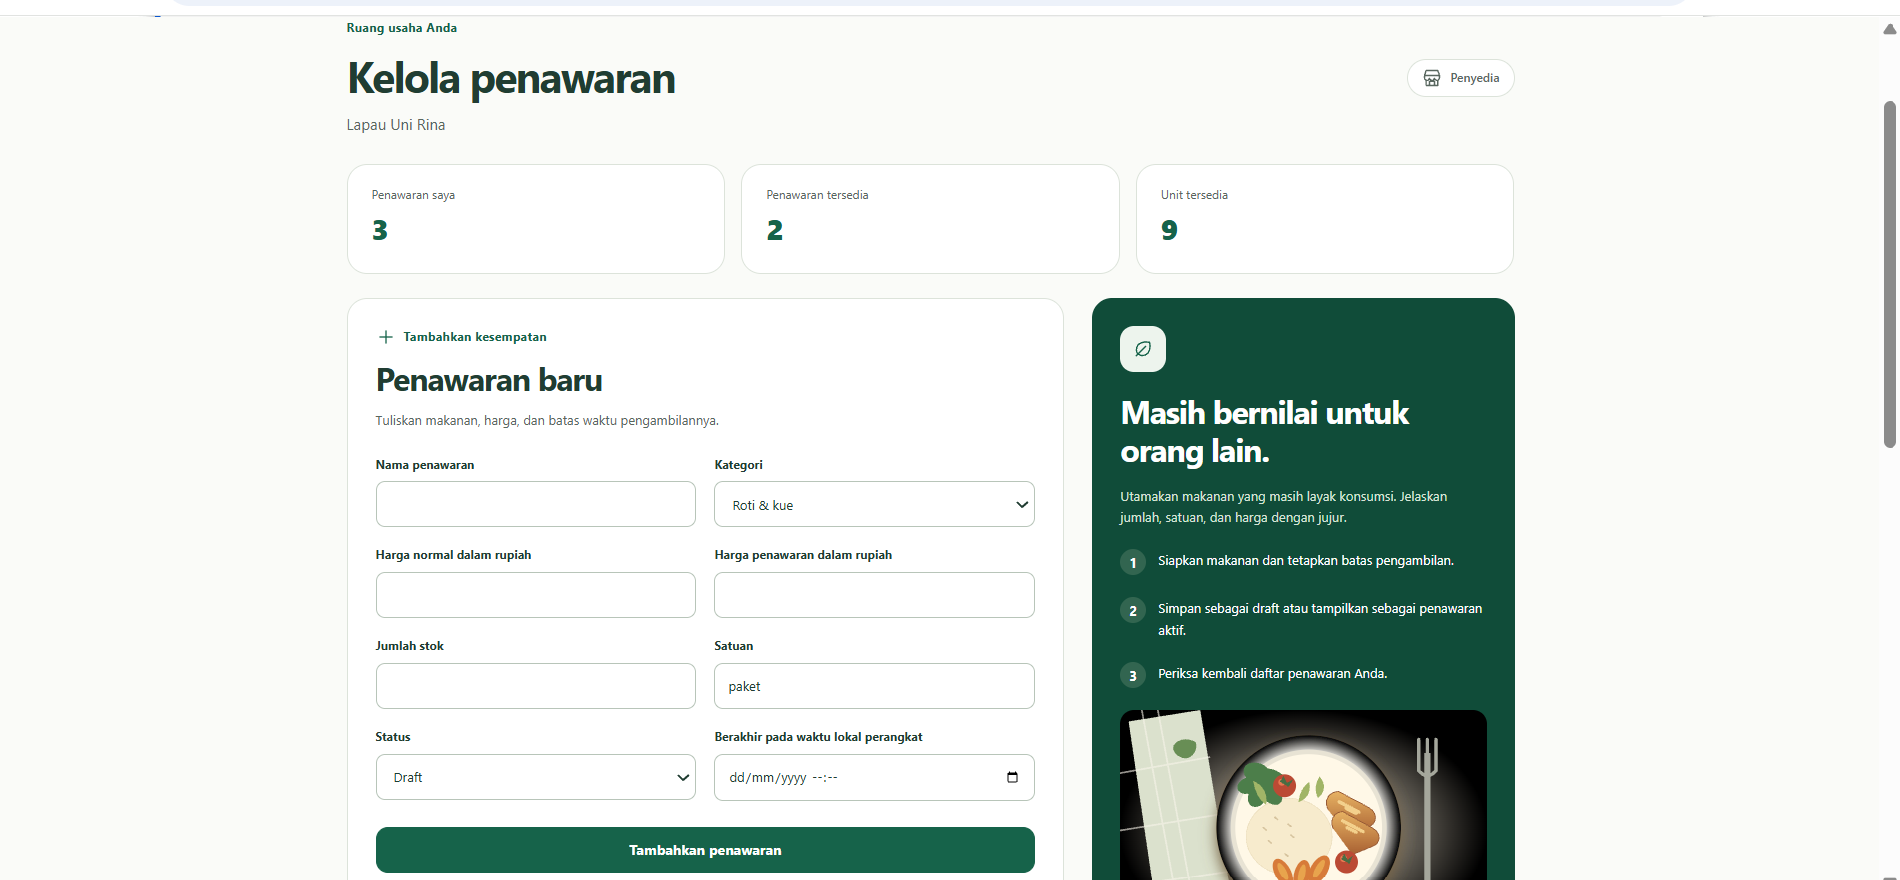 Ruang usaha Anda
Kelola penawaran
Penyedia
Lapau Uni Rina
Penawaran saya
3
Penawaran tersedia
2
Unit tersedia
9
Tambahkan kesempatan
Penawaran baru
Tuliskan makanan, harga, dan batas waktu pengambilannya.
Nama penawaran
Kategori
Roti & kue
Harga normal dalam rupiah
Harga penawaran dalam rupiah
Jumlah stok
Satuan
paket
Status
Berakhir pada waktu lokal perangkat
Draft
dd/mm/yyyy --:--
Tambahkan penawaran
Masih bernilai untuk
orang lain.
Utamakan makanan yang masih layak konsumsi. Jelaskan
jumlah, satuan, dan harga dengan jujur.
1 Siapkan makanan dan tetapkan batas pengambilan.
2 Simpan sebagai draft atau tampilkan sebagai penawaran
aktif.
3 Periksa kembali daftar penawaran Anda.